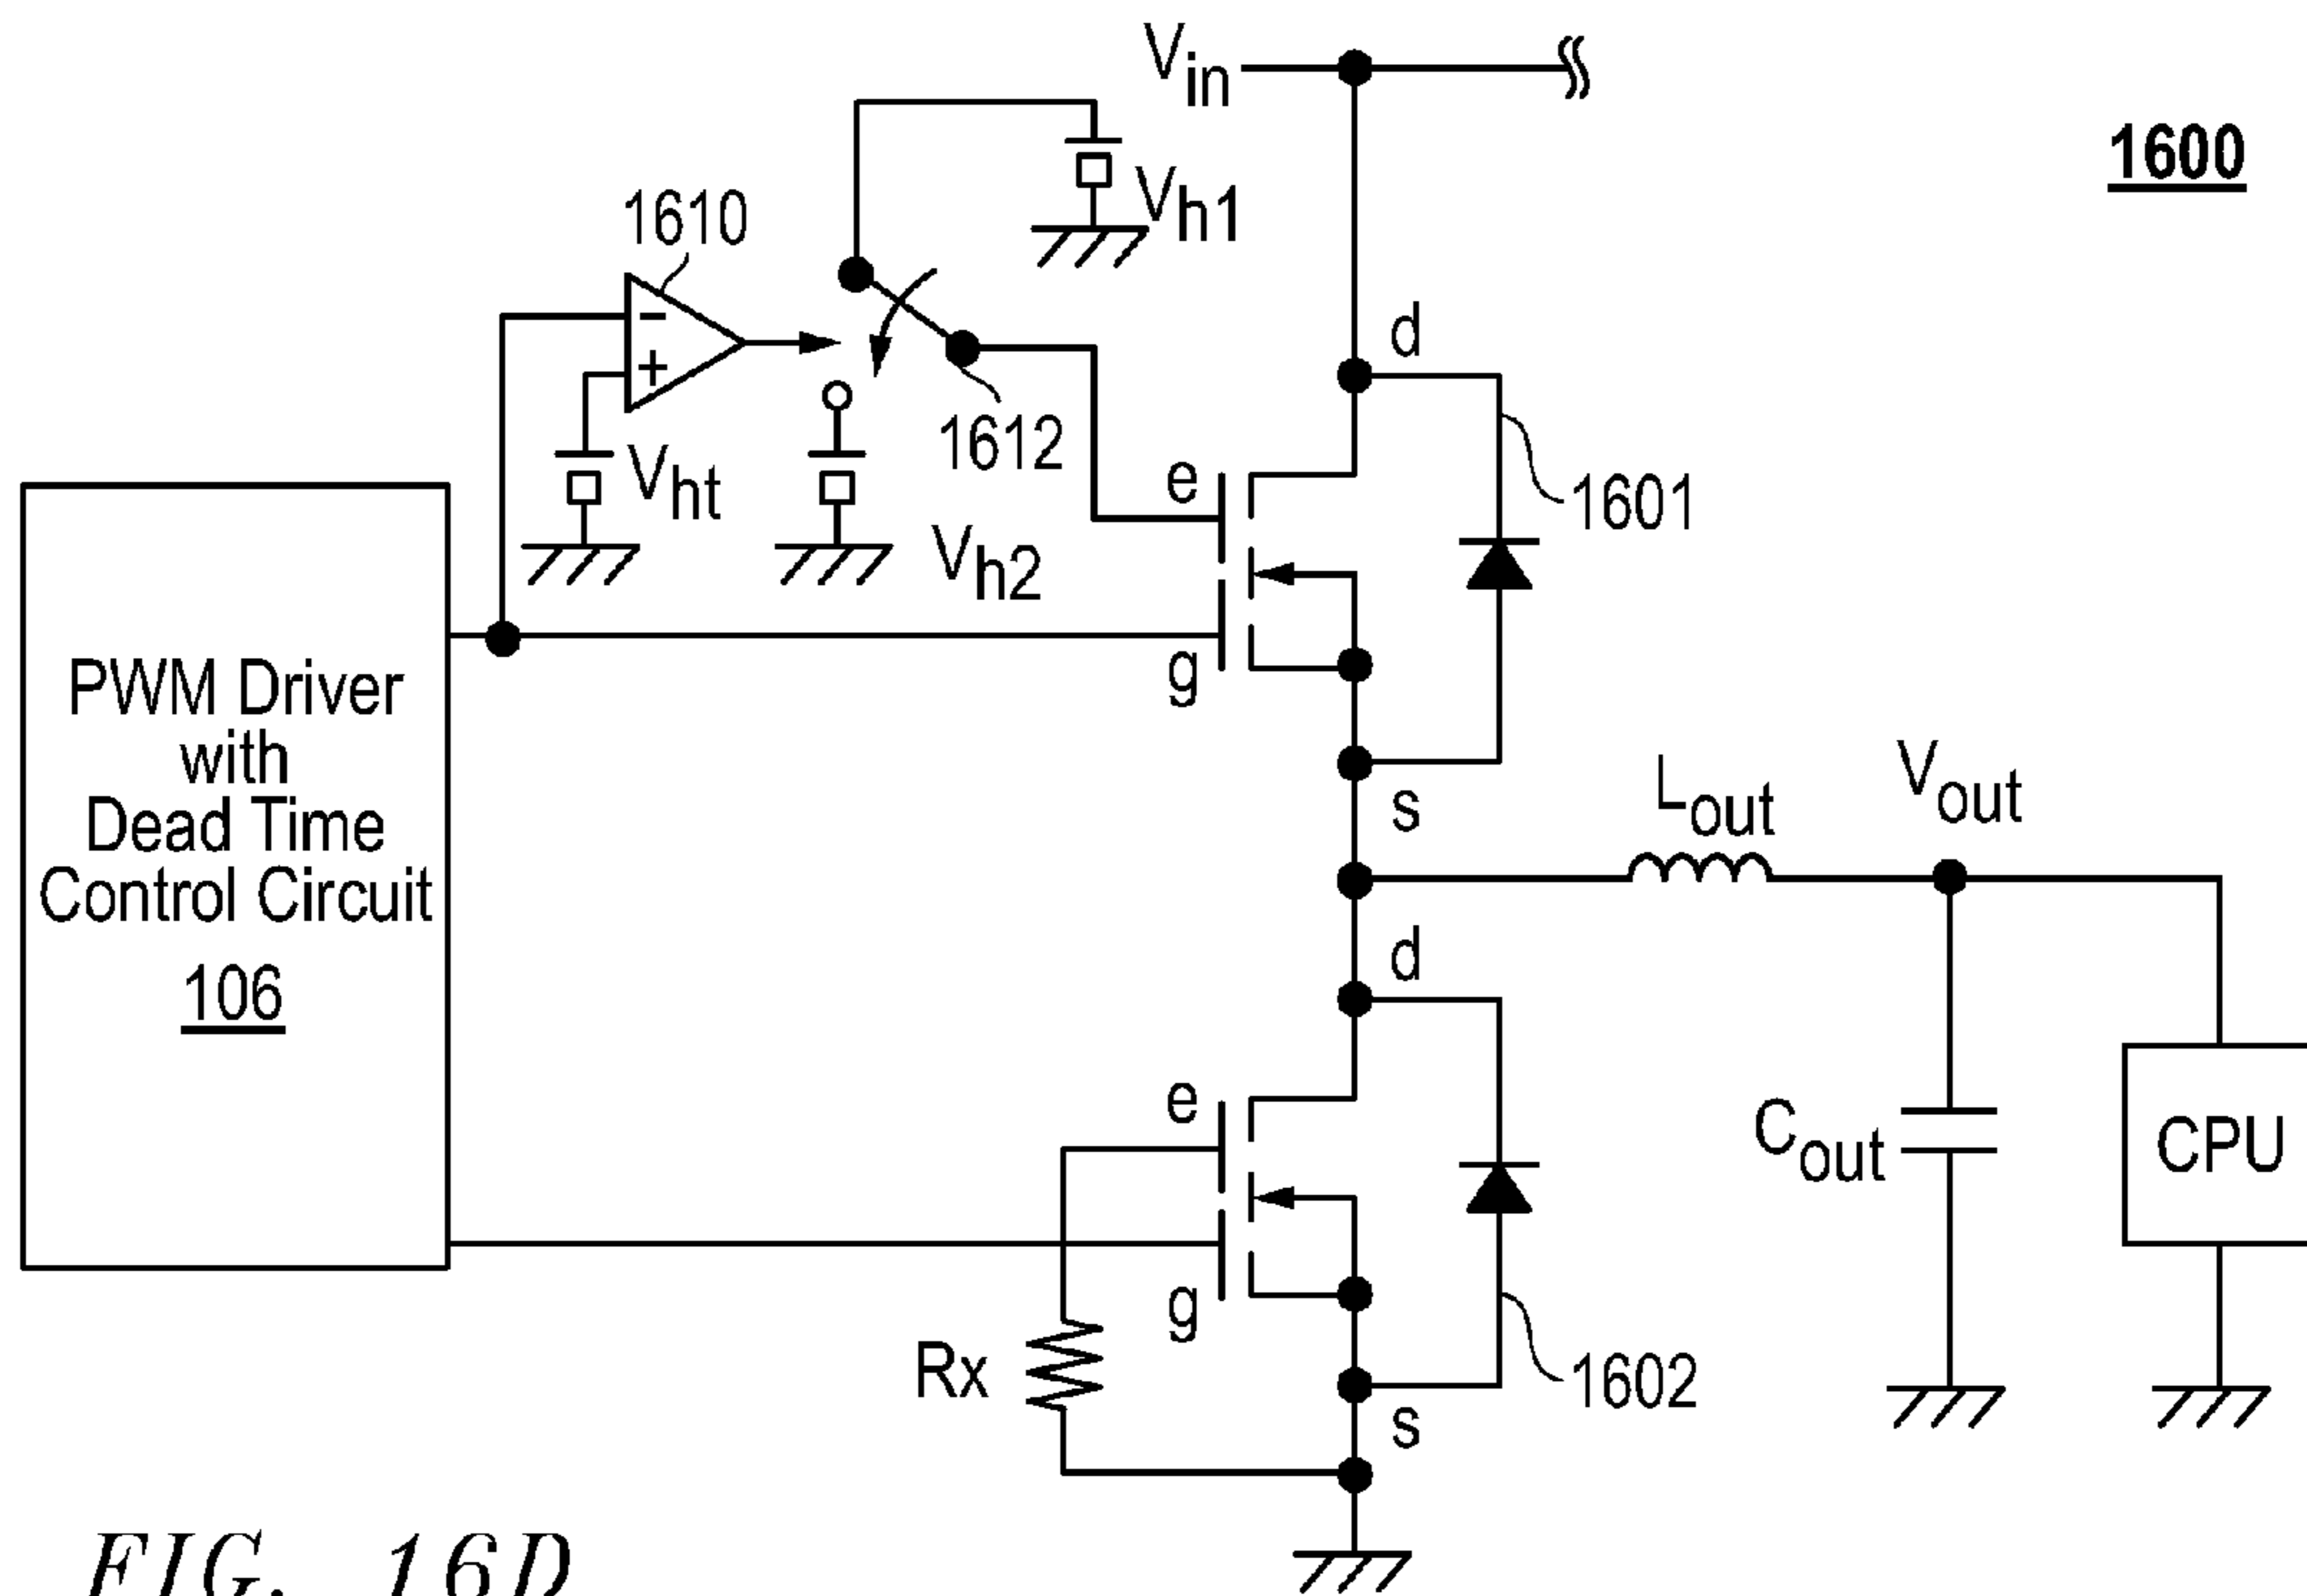 Vin
1600
Vh1
1610
1612
Vht
Vh2
-
+
d
e
g
s
1601
PWM Driver
with
Dead Time
Control Circuit
106
Lout
Vout
d
e
g
s
1602
Rx
Cout
CPU
FIG. 16D